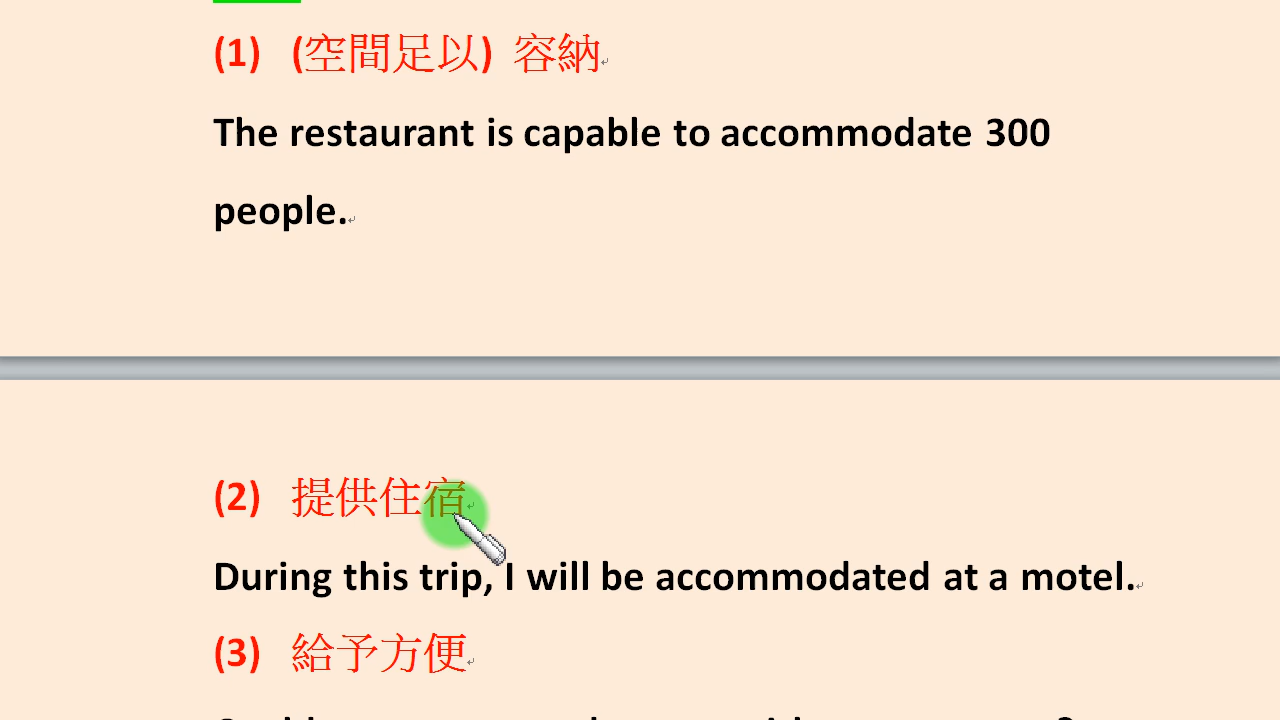 (1) (空間足以) 容納
The restaurant is capable to accommodate 300
people.
(2) 提供住宿
During this trip, I will be accommodated at a motel.
(3) 給予方便